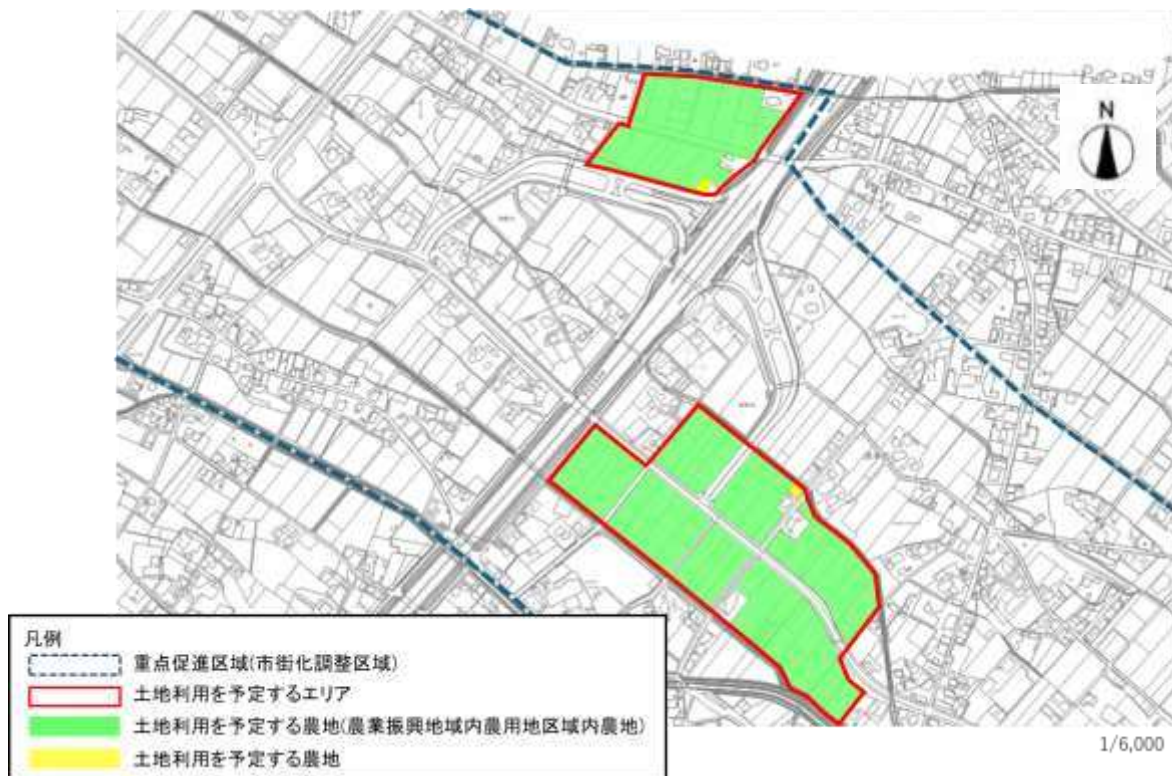 N
凡例
重点促進区域(市街化調整区域)
土地利用を予定するエリア
土地利用を予定する農地(農業振興地域内農用地区域内農地)
土地利用を予定する農地
1/6,000